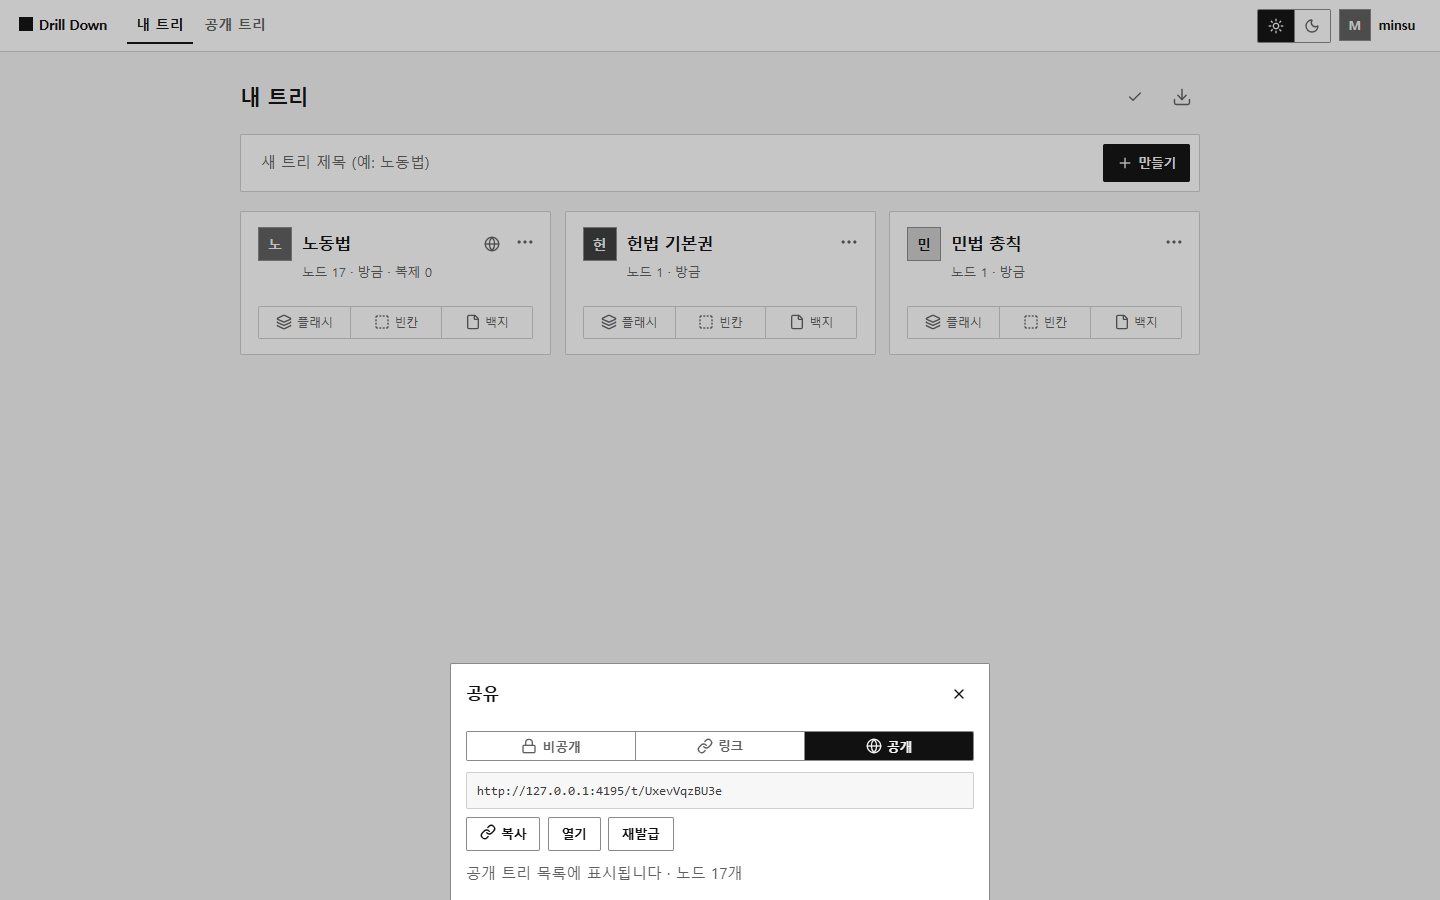 Drill Down 내 트리 공개 트리 M minsu
내 트리
새 트리 제목 (예: 노동법) 만들기
노 노동법
노드 17 · 방금 · 복제 0
플래시 빈칸 백지
헌 헌법 기본권
노드 1 · 방금
플래시 빈칸 백지
민 민법 총칙
노드 1 · 방금
플래시 빈칸 백지
공유
비공개 링크 공개
http://127.0.0.1:4195/t/UxevVqzBU3e
복사 열기 재발급
공개 트리 목록에 표시됩니다 · 노드 17개